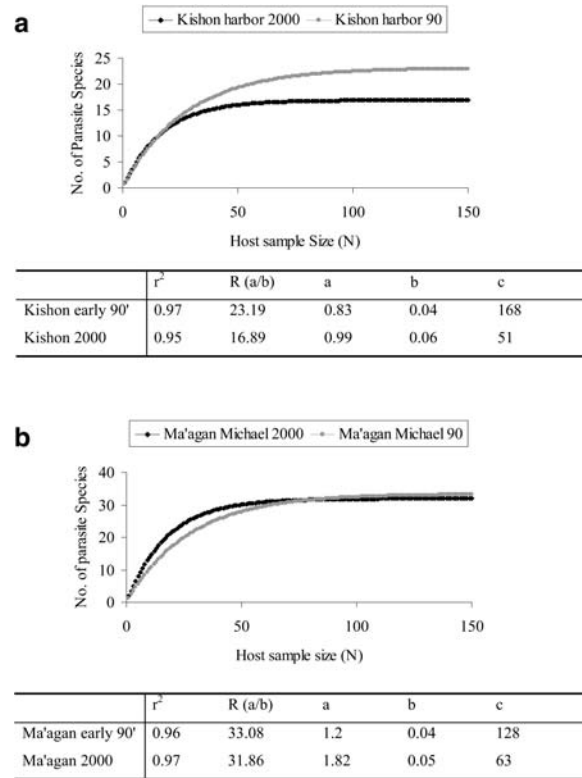 a
Kishon harbor 2000 Kishon harbor 90
25
20
15
10
5
0
No. of Parasite Species
0 50 100 150
Host sample Size (N)
r² R (a/b) a b c
Kishon early 90' 0.97 23.19 0.83 0.04 168
Kishon 2000 0.95 16.89 0.99 0.06 51
b
Ma'agan Michael 2000 Ma'agan Michael 90
40
30
20
10
0
No. of parasite Species
0 50 100 150
Host sample size (N)
r² R (a/b) a b c
Ma'agan early 90' 0.96 33.08 1.2 0.04 128
Ma'agan 2000 0.97 31.86 1.82 0.05 63